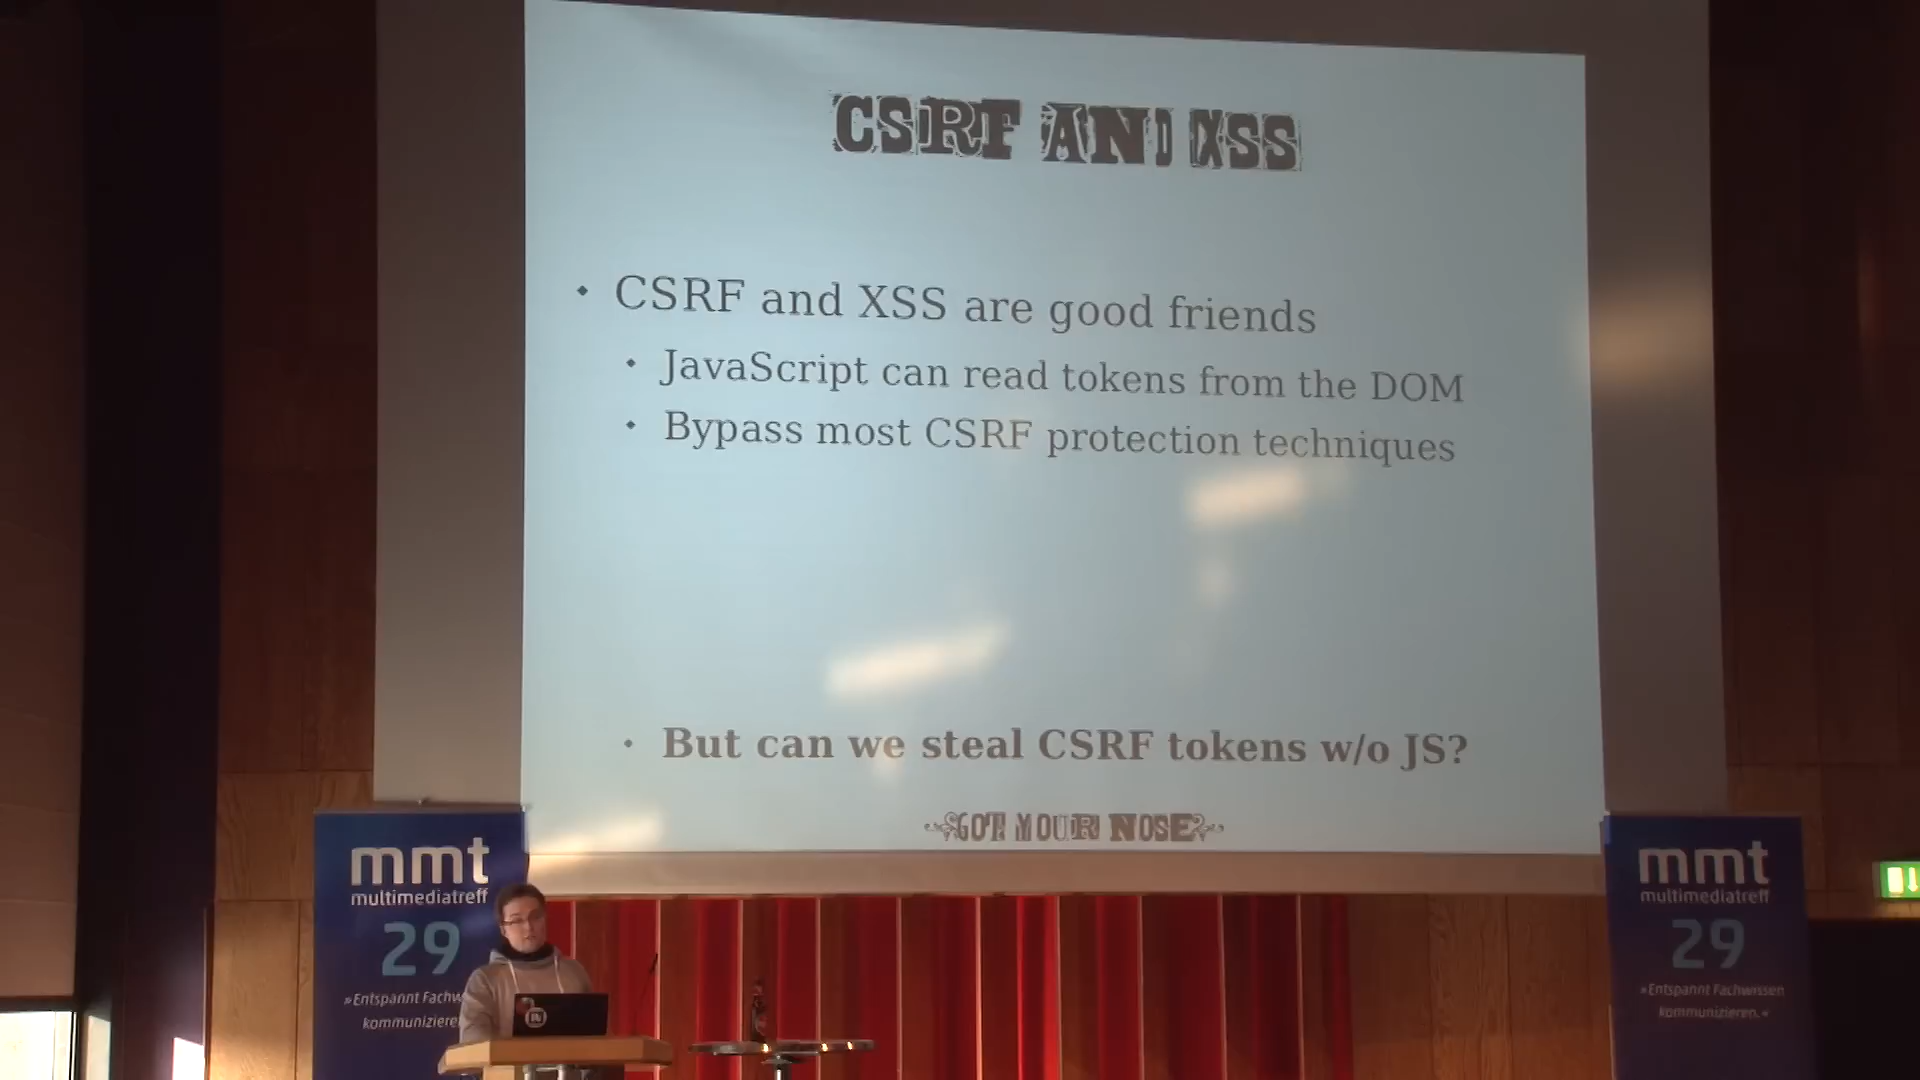 CSRF AND XSS
CSRF and XSS are good friends
JavaScript can read tokens from the DOM
Bypass most CSRF protection techniques
But can we steal CSRF tokens w/o JS?
GOT YOUR NOSE
mmt
multimediatreff
29
»Entspannt Fachw
kommuniziere
mmt
multimediatreff
29
»Entspannt Fachwissen
kommunizieren.«